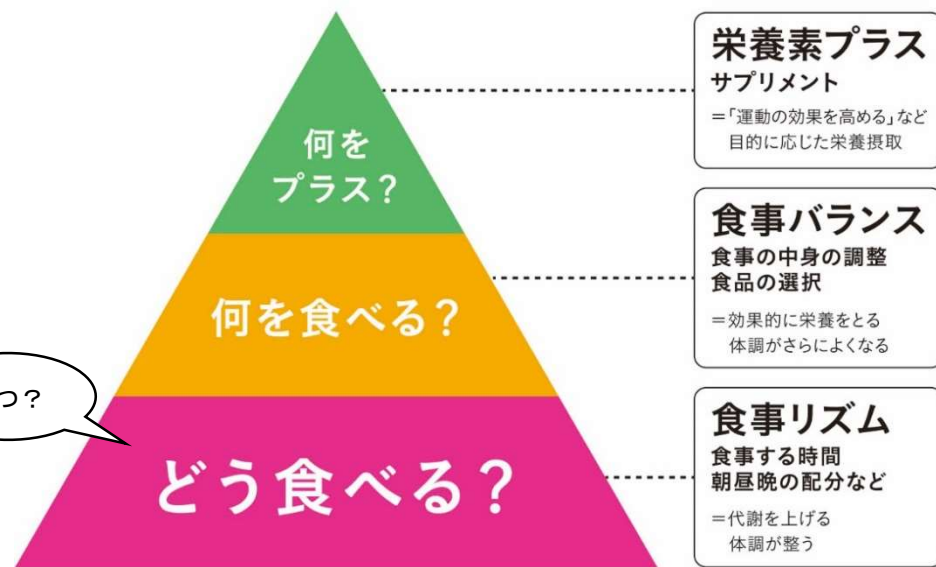 何を
プラス？
何を食べる？
どう食べる？
つ？
栄養素プラス
サプリメント
＝「運動の効果を高める」など
目的に応じた栄養摂取
食事バランス
食事の中身の調整
食品の選択
＝効果的に栄養をとる
体調がさらによくなる
食事リズム
食事する時間
朝昼晩の配分など
＝代謝を上げる
体調が整う